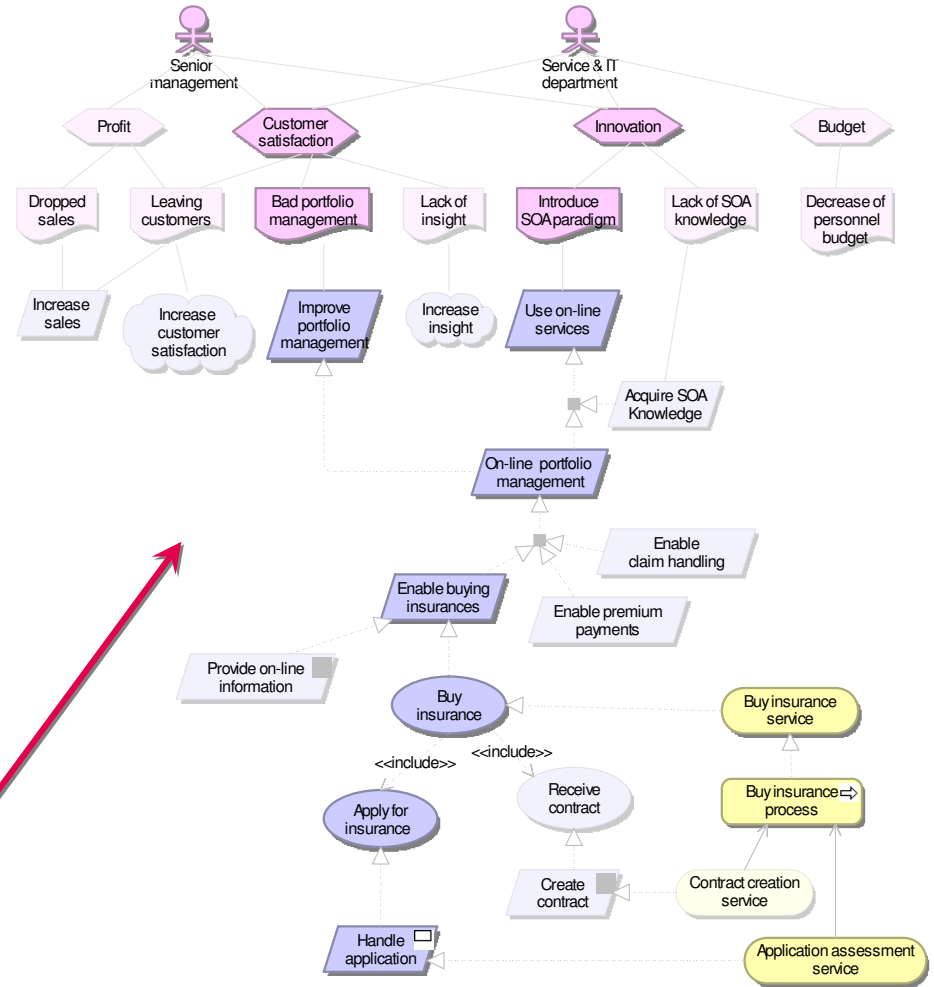 Senior
management
Service & IT
department
Profit
Customer
satisfaction
Innovation
Budget
Dropped
sales
Leaving
customers
Bad portfolio
management
Lack of
insight
Introduce
SOA paradigm
Lack of SOA
knowledge
Decrease of
personnel
budget
Increase
sales
Increase
customer
satisfaction
Improve
portfolio
management
Increase
insight
Use on-line
services
Acquire SOA
Knowledge
On-line portfolio
management
Enable
claim handling
Enable buying
insurances
Enable premium
payments
Provide on-line
information
Buy
insurance
Buy insurance
service
<<include>>
<<include>>
Apply for
insurance
Receive
contract
Buy insurance
process
Create
contract
Contract creation
service
Handle
application
Application assessment
service